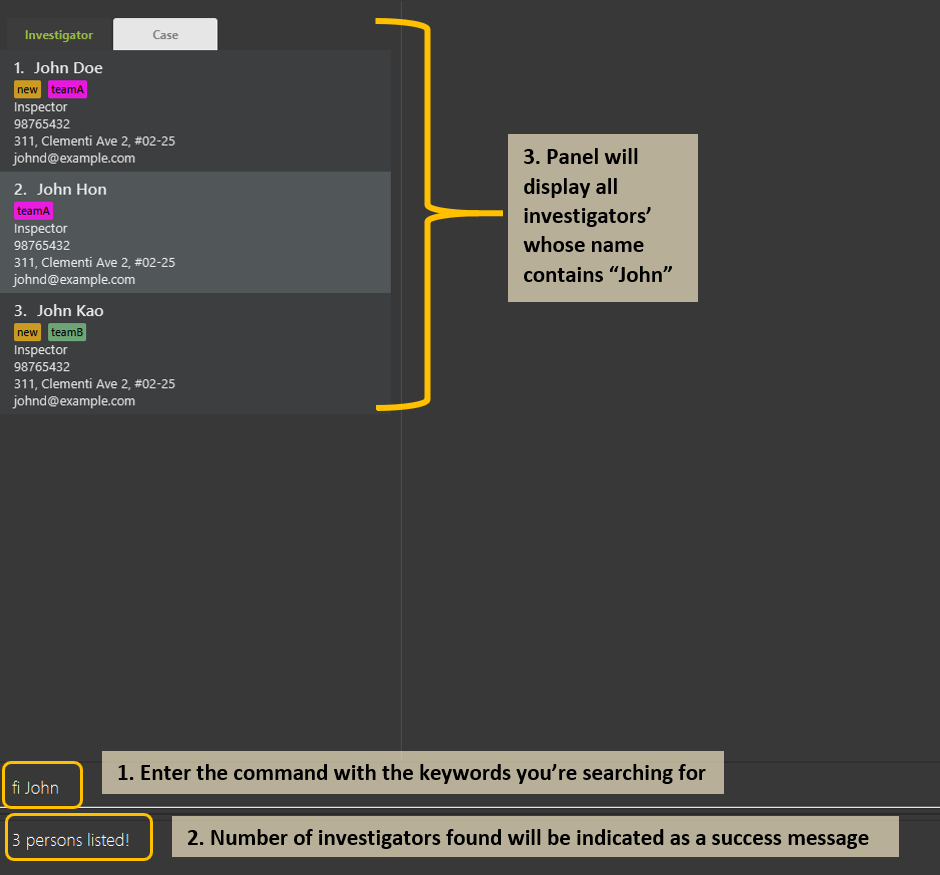 Investigator Case
1. John Doe
new teamA
Inspector
98765432
311, Clementi Ave 2, #02-25
johnd@example.com
2. John Hon
teamA
Inspector
98765432
311, Clementi Ave 2, #02-25
johnd@example.com
3. John Kao
new teamB
Inspector
98765432
311, Clementi Ave 2, #02-25
johnd@example.com
3. Panel will
display all
investigators’
whose name
contains “John”
fi John
1. Enter the command with the keywords you’re searching for
3 persons listed!
2. Number of investigators found will be indicated as a success message